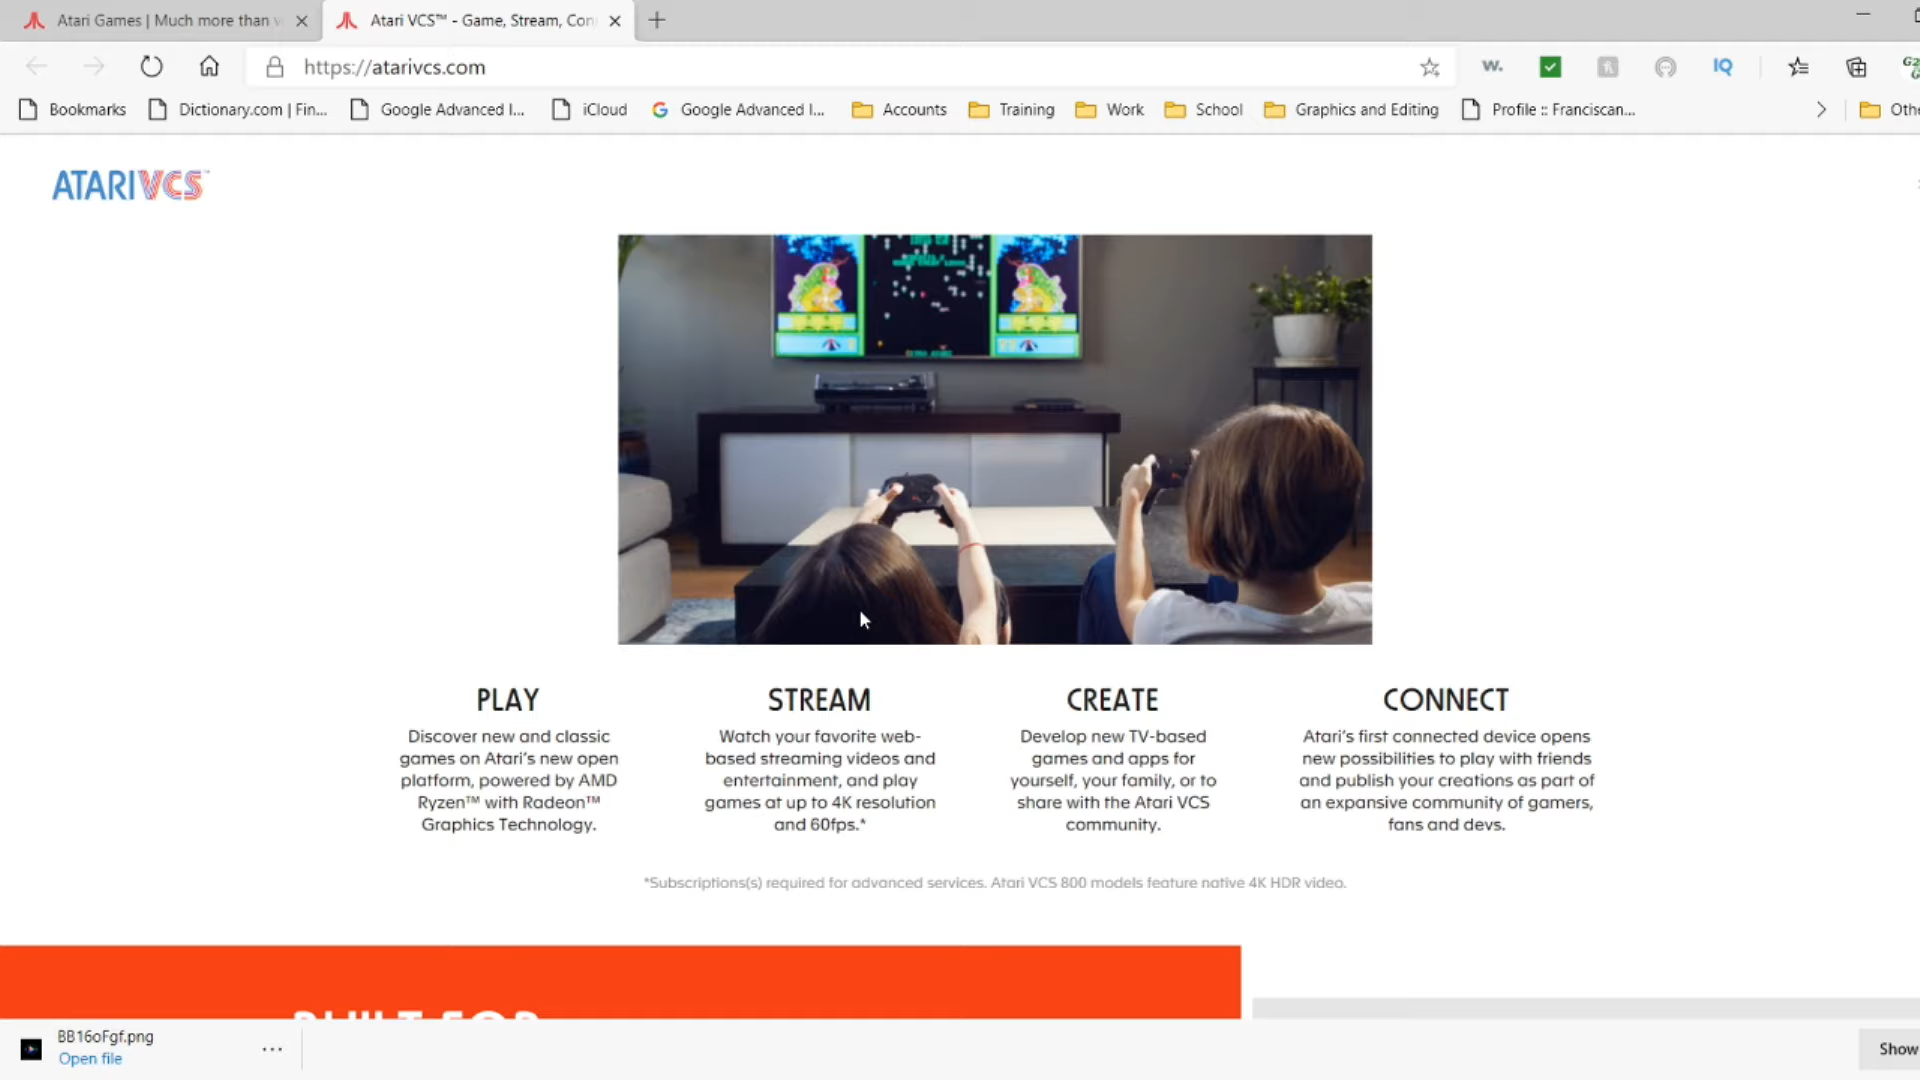 Atari Games | Much more than v
Atari VCS™ - Game, Stream, Con
https://atarivcs.com
W.
IQ
Bookmarks
Dictionary.com | Fin...
Google Advanced I...
iCloud
Google Advanced I...
Accounts
Training
Work
School
Graphics and Editing
Profile :: Franciscan...
Oth
ATARI VCS™
PLAY
Discover new and classic
games on Atari's new open
platform, powered by AMD
Ryzen™ with Radeon™
Graphics Technology.
STREAM
Watch your favorite web-
based streaming videos and
entertainment, and play
games at up to 4K resolution
and 60fps.*
CREATE
Develop new TV-based
games and apps for
yourself, your family, or to
share with the Atari VCS
community.
CONNECT
Atari's first connected device opens
new possibilities to play with friends
and publish your creations as part of
an expansive community of gamers,
fans and devs.
*Subscriptions(s) required for advanced services. Atari VCS 800 models feature native 4K HDR video.
BUILT FOR
BB16oFgf.png
Open file
Show